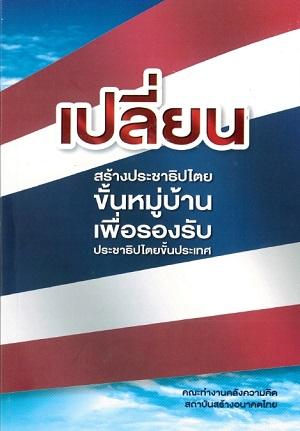 เปลี่ยน
สร้างประชาธิปไตย
ขั้นหมู่บ้าน
เพื่อรองรับ
ประชาธิปไตยขั้นประเทศ
คณะทำงานคลังความคิด
สถาบันสร้างอนาคตไทย